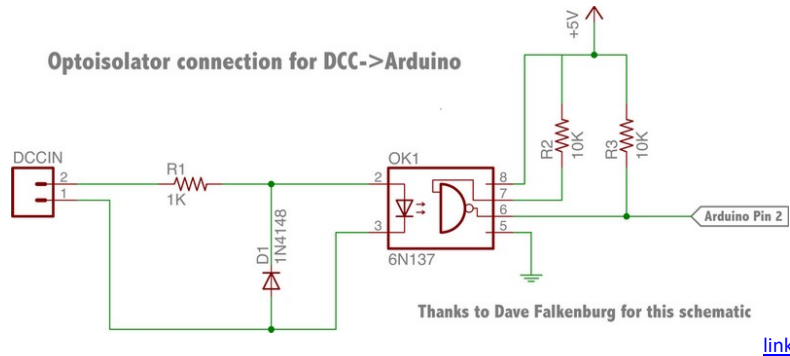 +5V
Optoisolator connection for DCC->Arduino
DCCIN
2
1
R1
1K
D1
1N4148
OK1
2
3
8
7
6
5
6N137
R2
10K
R3
10K
Arduino Pin 2
Thanks to Dave Falkenburg for this schematic
link